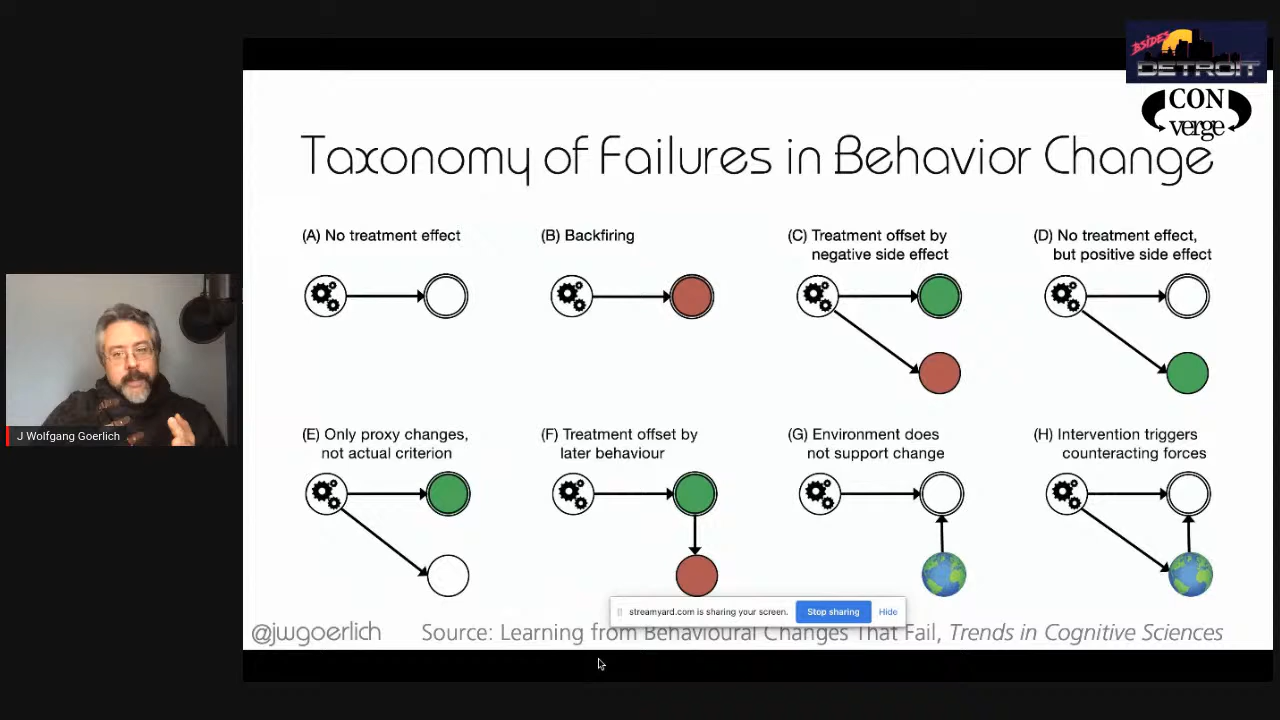 BSIDES
DETROIT
CON
verge
Taxonomy of Failures in Behavior Change
(A) No treatment effect
(B) Backfiring
(C) Treatment offset by
negative side effect
(D) No treatment effect,
but positive side effect
(E) Only proxy changes,
not actual criterion
(F) Treatment offset by
later behaviour
(G) Environment does
not support change
(H) Intervention triggers
counteracting forces
J Wolfgang Goerlich
streamyard.com is sharing your screen.
Stop sharing
Hide
@jwgoerlich
Source: Learning from Behavioural Changes That Fail, Trends in Cognitive Sciences